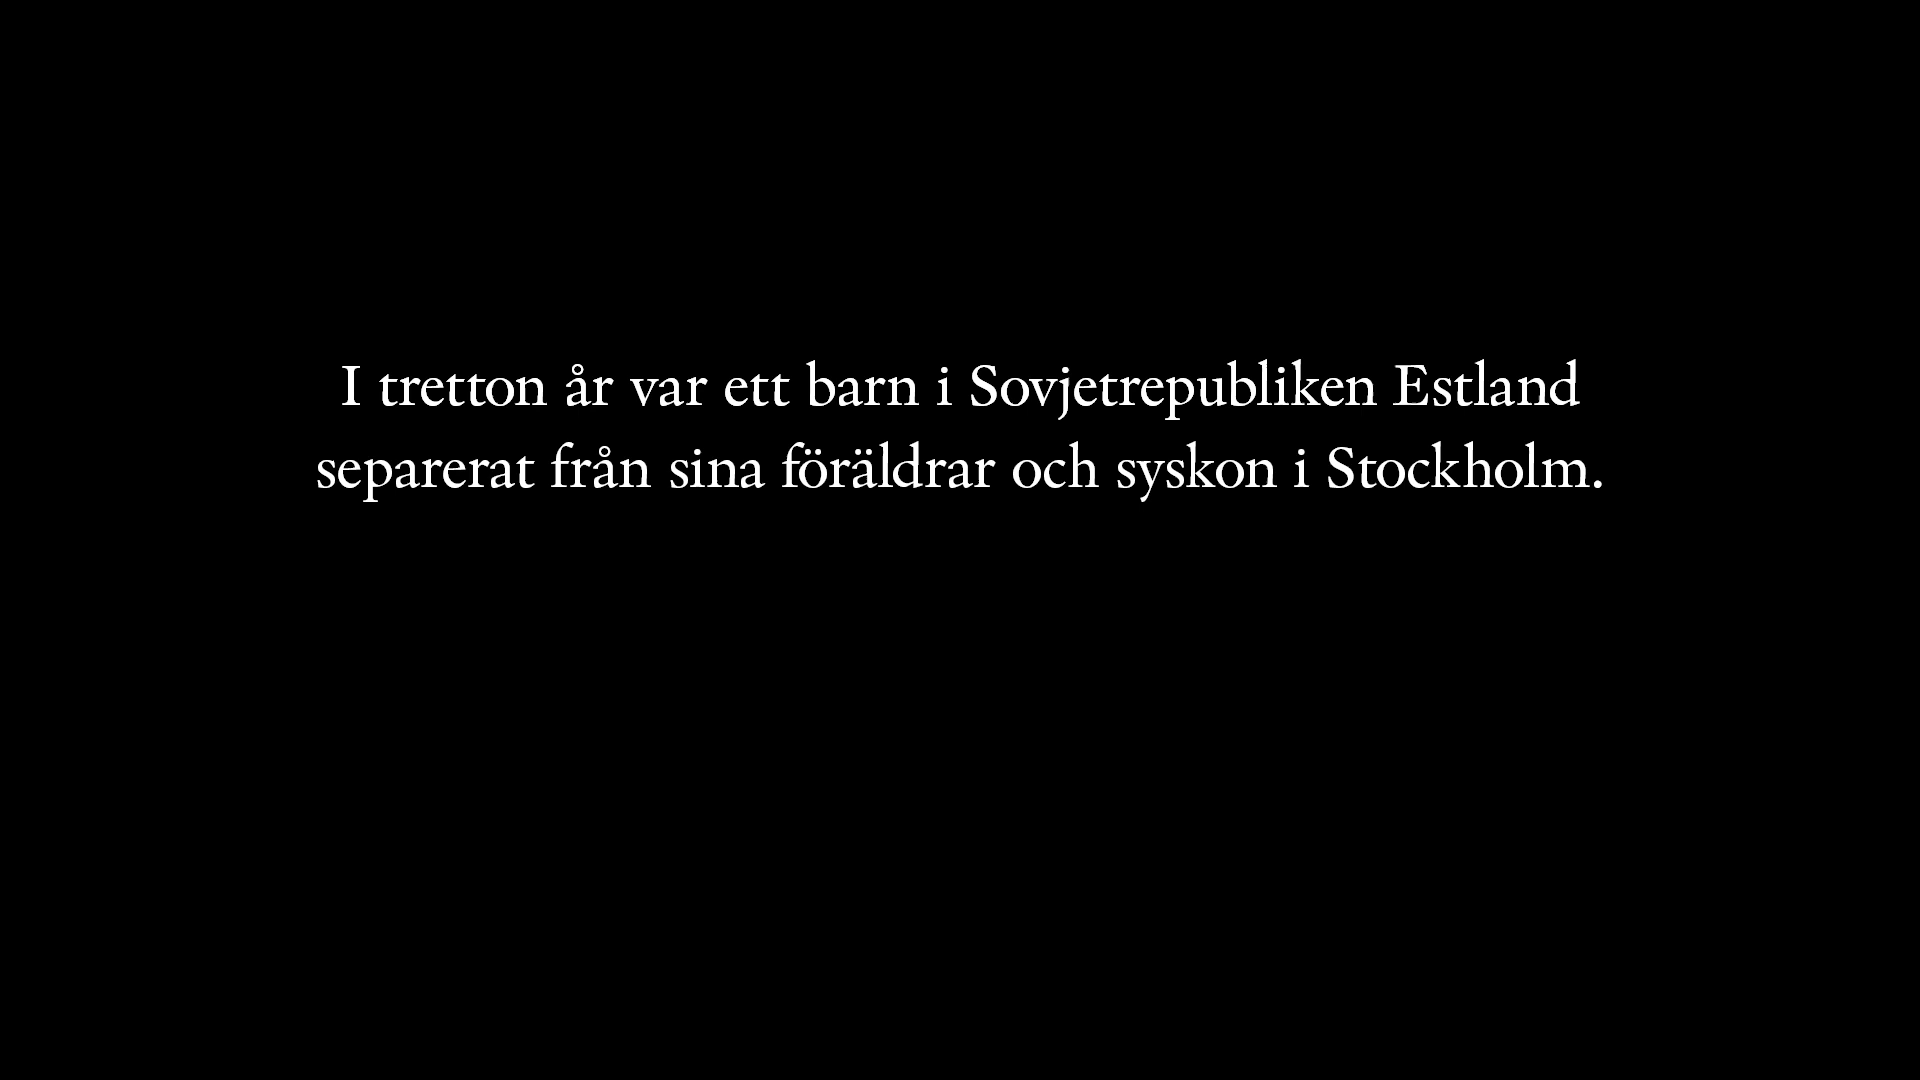 I tretton år var ett barn i Sovjetrepubliken Estland
separerat från sina föräldrar och syskon i Stockholm.